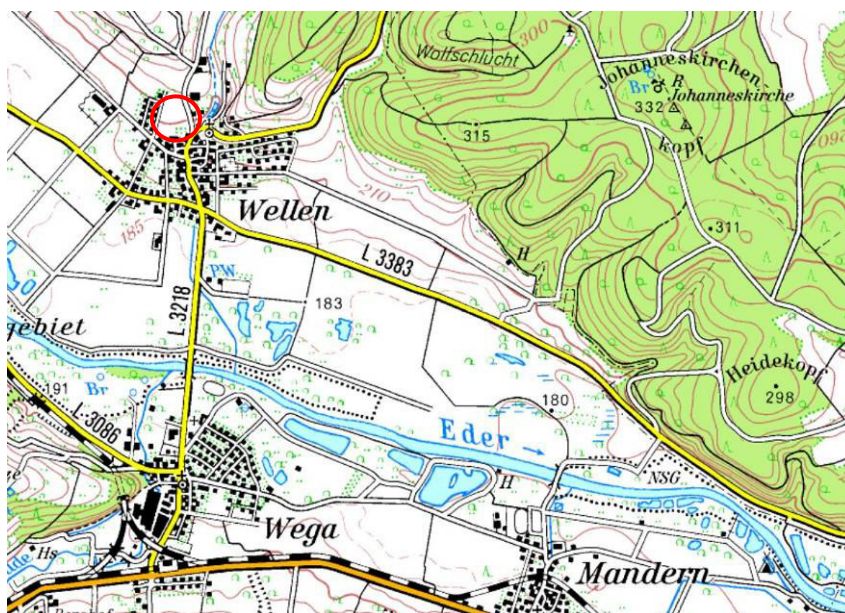 Wolfschlucht
300
Johanneskirchen
Br
R
Johanneskirche
332
kopf
315
260
210
Wellen
311
185
H
L 3383
P.W.
L 3218
183
gebiet
Heidekopf
298
191
Br
180
L 3086
Eder
NSG
H
Wega
Hs
Mandern